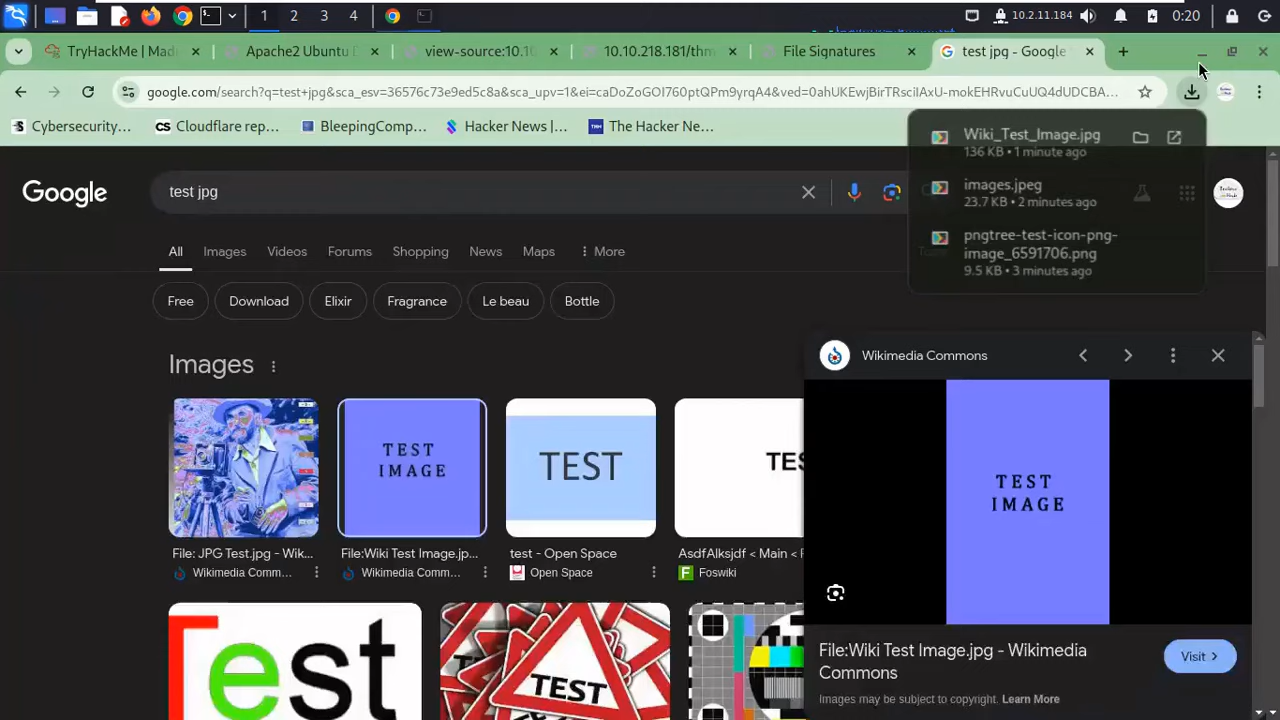 1 2 3 4 10.2.11.184 0:20
TryHackMe | Mad Apache2 Ubuntu D view-source:10.10 10.10.218.181/thm File Signatures test jpg - Google
google.com/search?q=test+jpg&sca_esv=36576c73e9ed5c8a&sca_upv=1&ei=caDoZoGOI760ptQPm9yrqA4&ved=0ahUKEwjBirTRsciIAxU-mokEHRvuCuUQ4dUDCBA...
Cybersecurity... Cloudflare rep... BleepingComp... Hacker News |... The Hacker Ne...
Wiki_Test_Image.jpg
136 KB • 1 minute ago
images.jpeg
23.7 KB • 2 minutes ago
pngtree-test-icon-png-
image_6591706.png
9.5 KB • 3 minutes ago
Google
test jpg
All Images Videos Forums Shopping News Maps More
Free Download Elixir Fragrance Le beau Bottle
Images
Wikimedia Commons
TEST
IMAGE
TEST
TEST
IMAGE
File: JPG Test.jpg - Wik...
Wikimedia Comm...
File:Wiki Test Image.jp...
Wikimedia Comm...
test - Open Space
Open Space
AsdfAlksjdf < Main < F
Foswiki
est
TEST
File:Wiki Test Image.jpg - Wikimedia
Commons
Visit
Images may be subject to copyright. Learn More